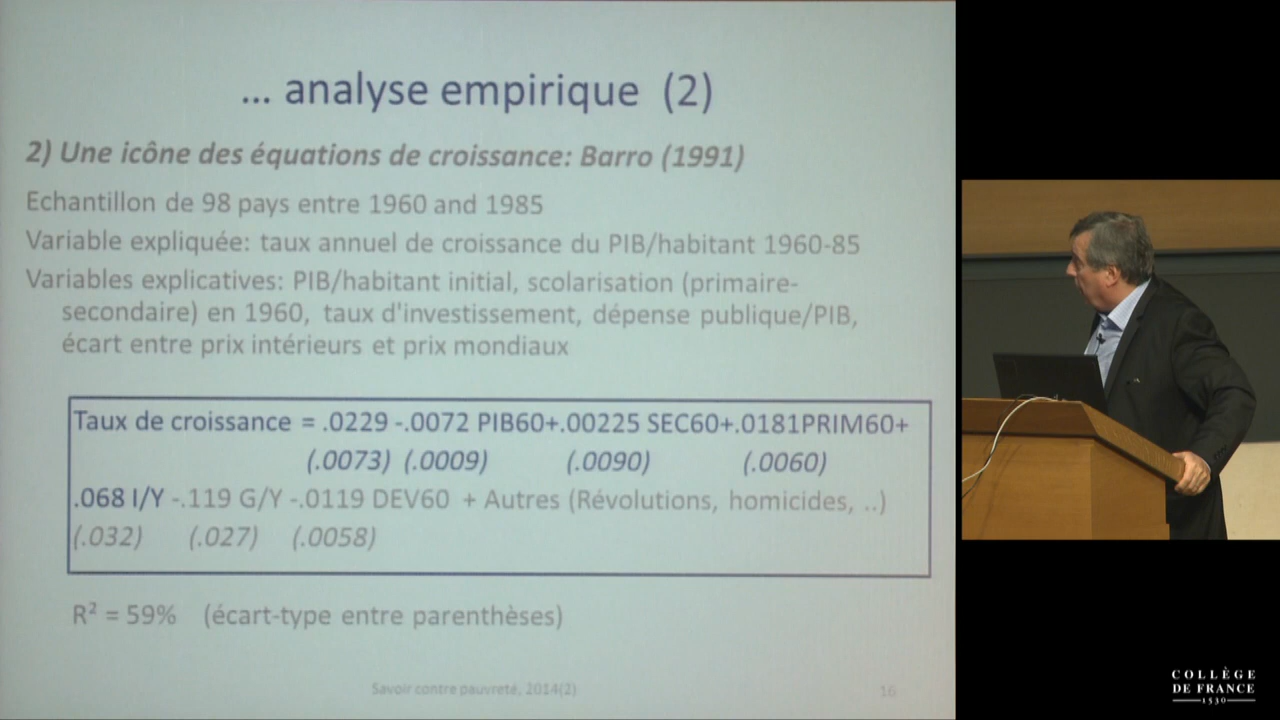 ... analyse empirique (2)
2) Une icône des équations de croissance: Barro (1991)
Echantillon de 98 pays entre 1960 and 1985
Variable expliquée: taux annuel de croissance du PIB/habitant 1960-85
Variables explicatives: PIB/habitant initial, scolarisation (primaire-
secondaire) en 1960, taux d'investissement, dépense publique/PIB,
écart entre prix intérieurs et prix mondiaux
Taux de croissance = .0229 -.0072 PIB60+.00225 SEC60+.0181PRIM60+
(.0073) (.0009) (.0090) (.0060)
.068 I/Y -.119 G/Y -.0119 DEV60 + Autres (Révolutions, homicides, ..)
(.032) (.027) (.0058)
R² = 59% (écart-type entre parenthèses)
Savoir contre pauvreté, 2014(2)
16
COLLÈGE
DE FRANCE
1530